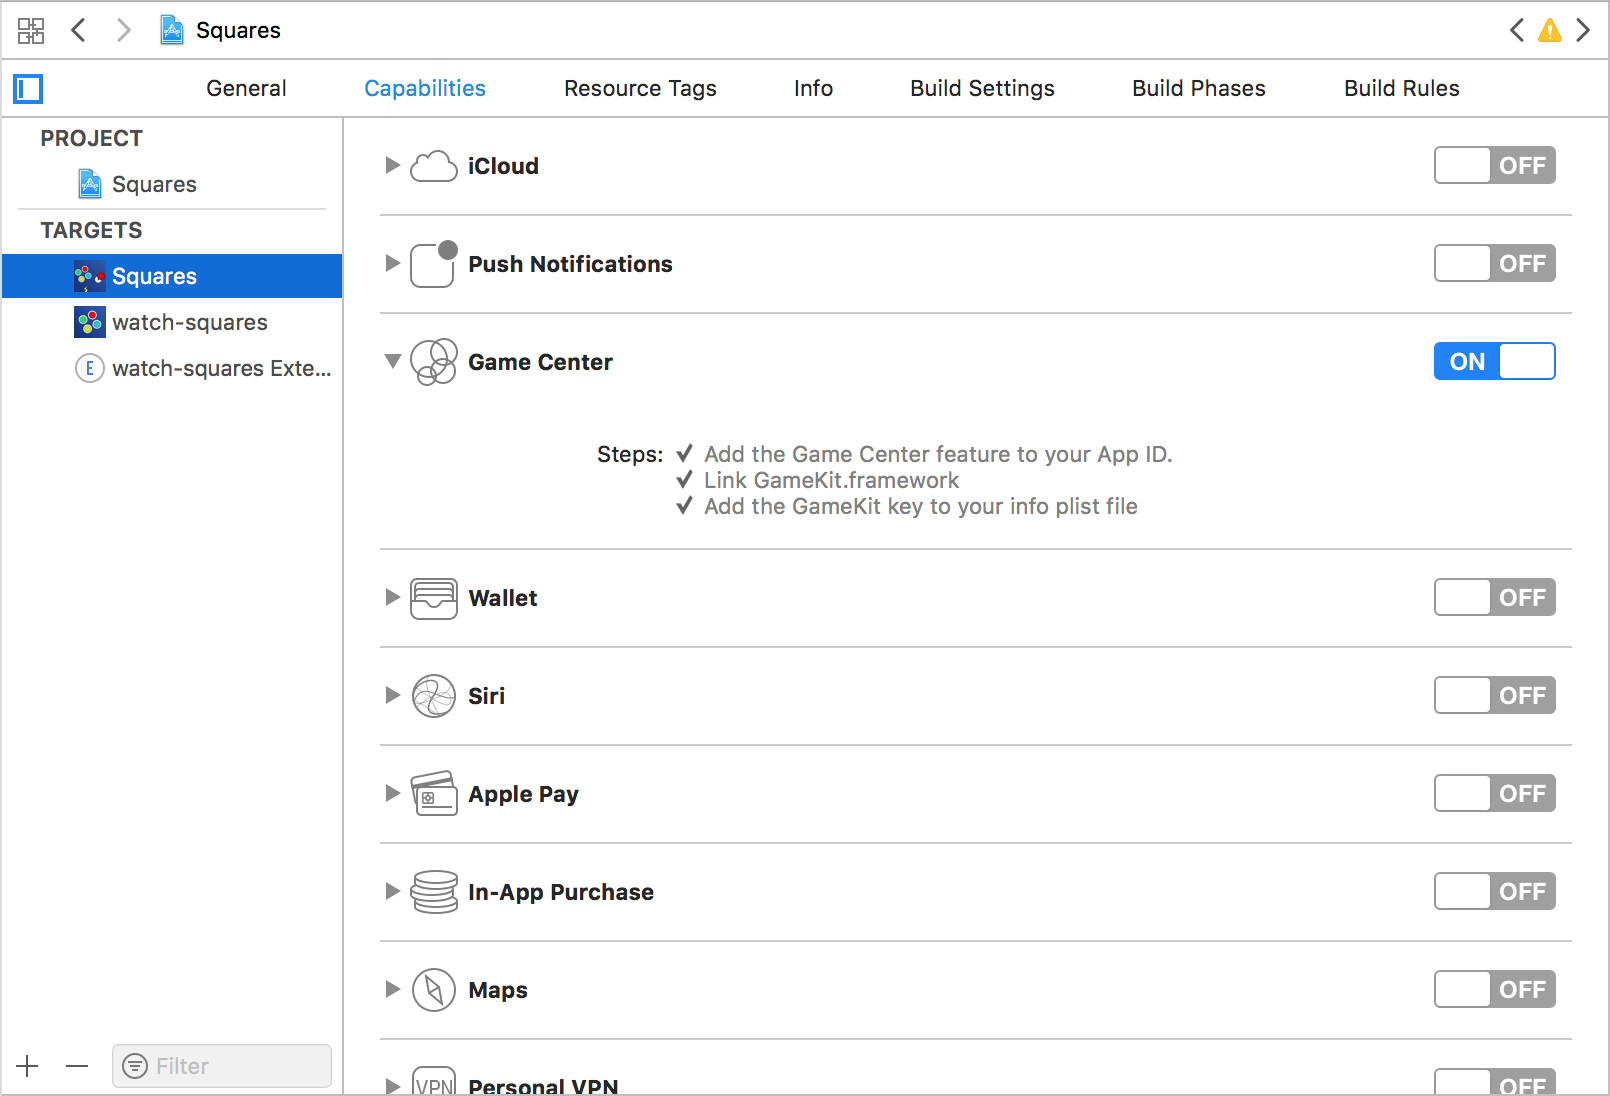 Squares
General Capabilities Resource Tags Info Build Settings Build Phases Build Rules
PROJECT
Squares
TARGETS
Squares
watch-squares
E watch-squares Exte...
Filter
iCloud OFF
Push Notifications OFF
Game Center ON
Steps: ✓ Add the Game Center feature to your App ID.
✓ Link GameKit.framework
✓ Add the GameKit key to your info plist file
Wallet OFF
Siri OFF
Apple Pay OFF
In-App Purchase OFF
Maps OFF
VPN Personal VPN OFF